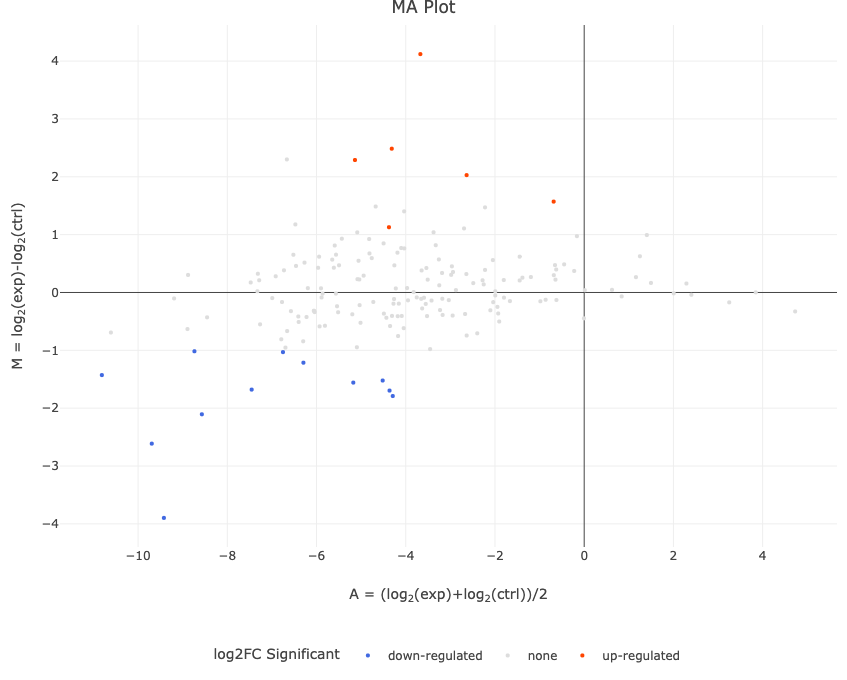 MA Plot
4
3
2
1
0
−1
−2
−3
−4
M = log₂(exp)-log₂(ctrl)
−10 −8 −6 −4 −2 0 2 4
A = (log₂(exp)+log₂(ctrl))/2
log2FC Significant down-regulated none up-regulated